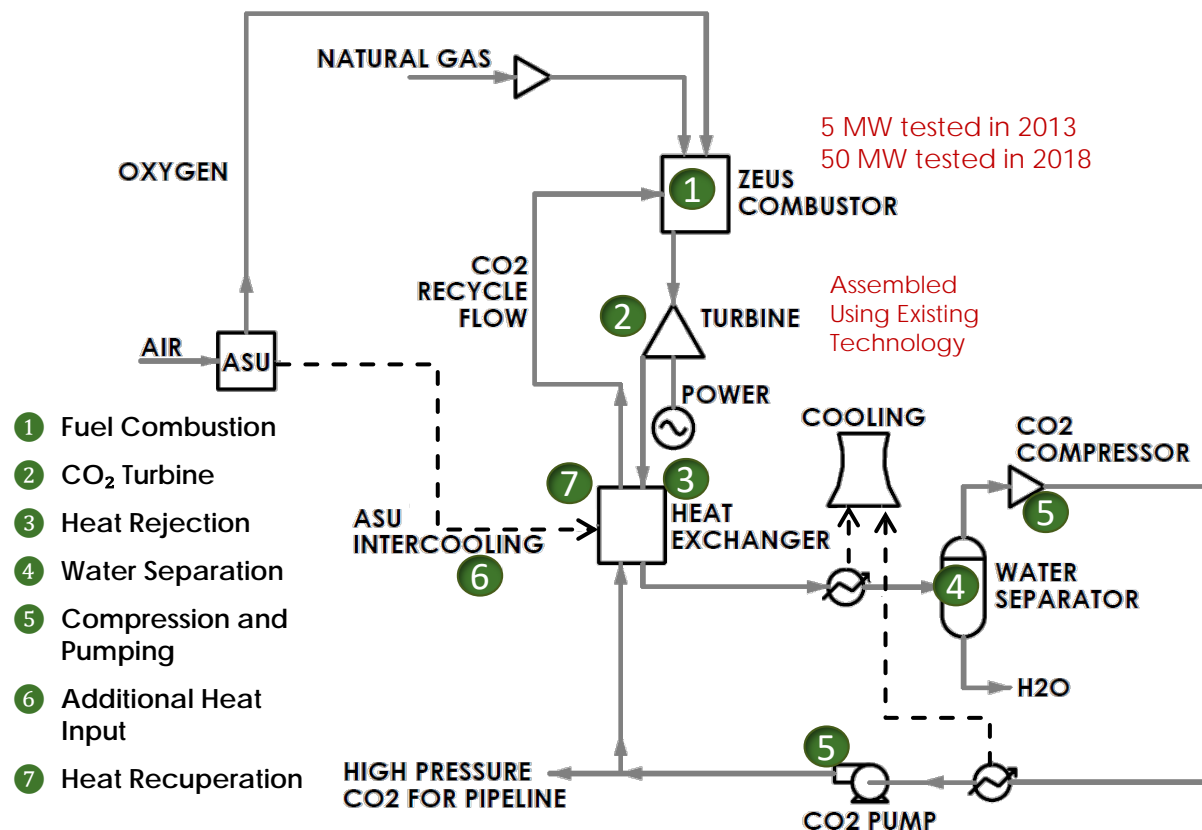 NATURAL GAS
5 MW tested in 2013
50 MW tested in 2018
OXYGEN
1
ZEUS
COMBUSTOR
CO2
RECYCLE
FLOW
2
TURBINE
Assembled
Using Existing
Technology
AIR
ASU
POWER
COOLING
CO2
COMPRESSOR
5
7
3
HEAT
EXCHANGER
ASU
INTERCOOLING
6
4
WATER
SEPARATOR
H2O
5
HIGH PRESSURE
CO2 FOR PIPELINE
CO2 PUMP
1 Fuel Combustion
2 CO₂ Turbine
3 Heat Rejection
4 Water Separation
5 Compression and
Pumping
6 Additional Heat
Input
7 Heat Recuperation